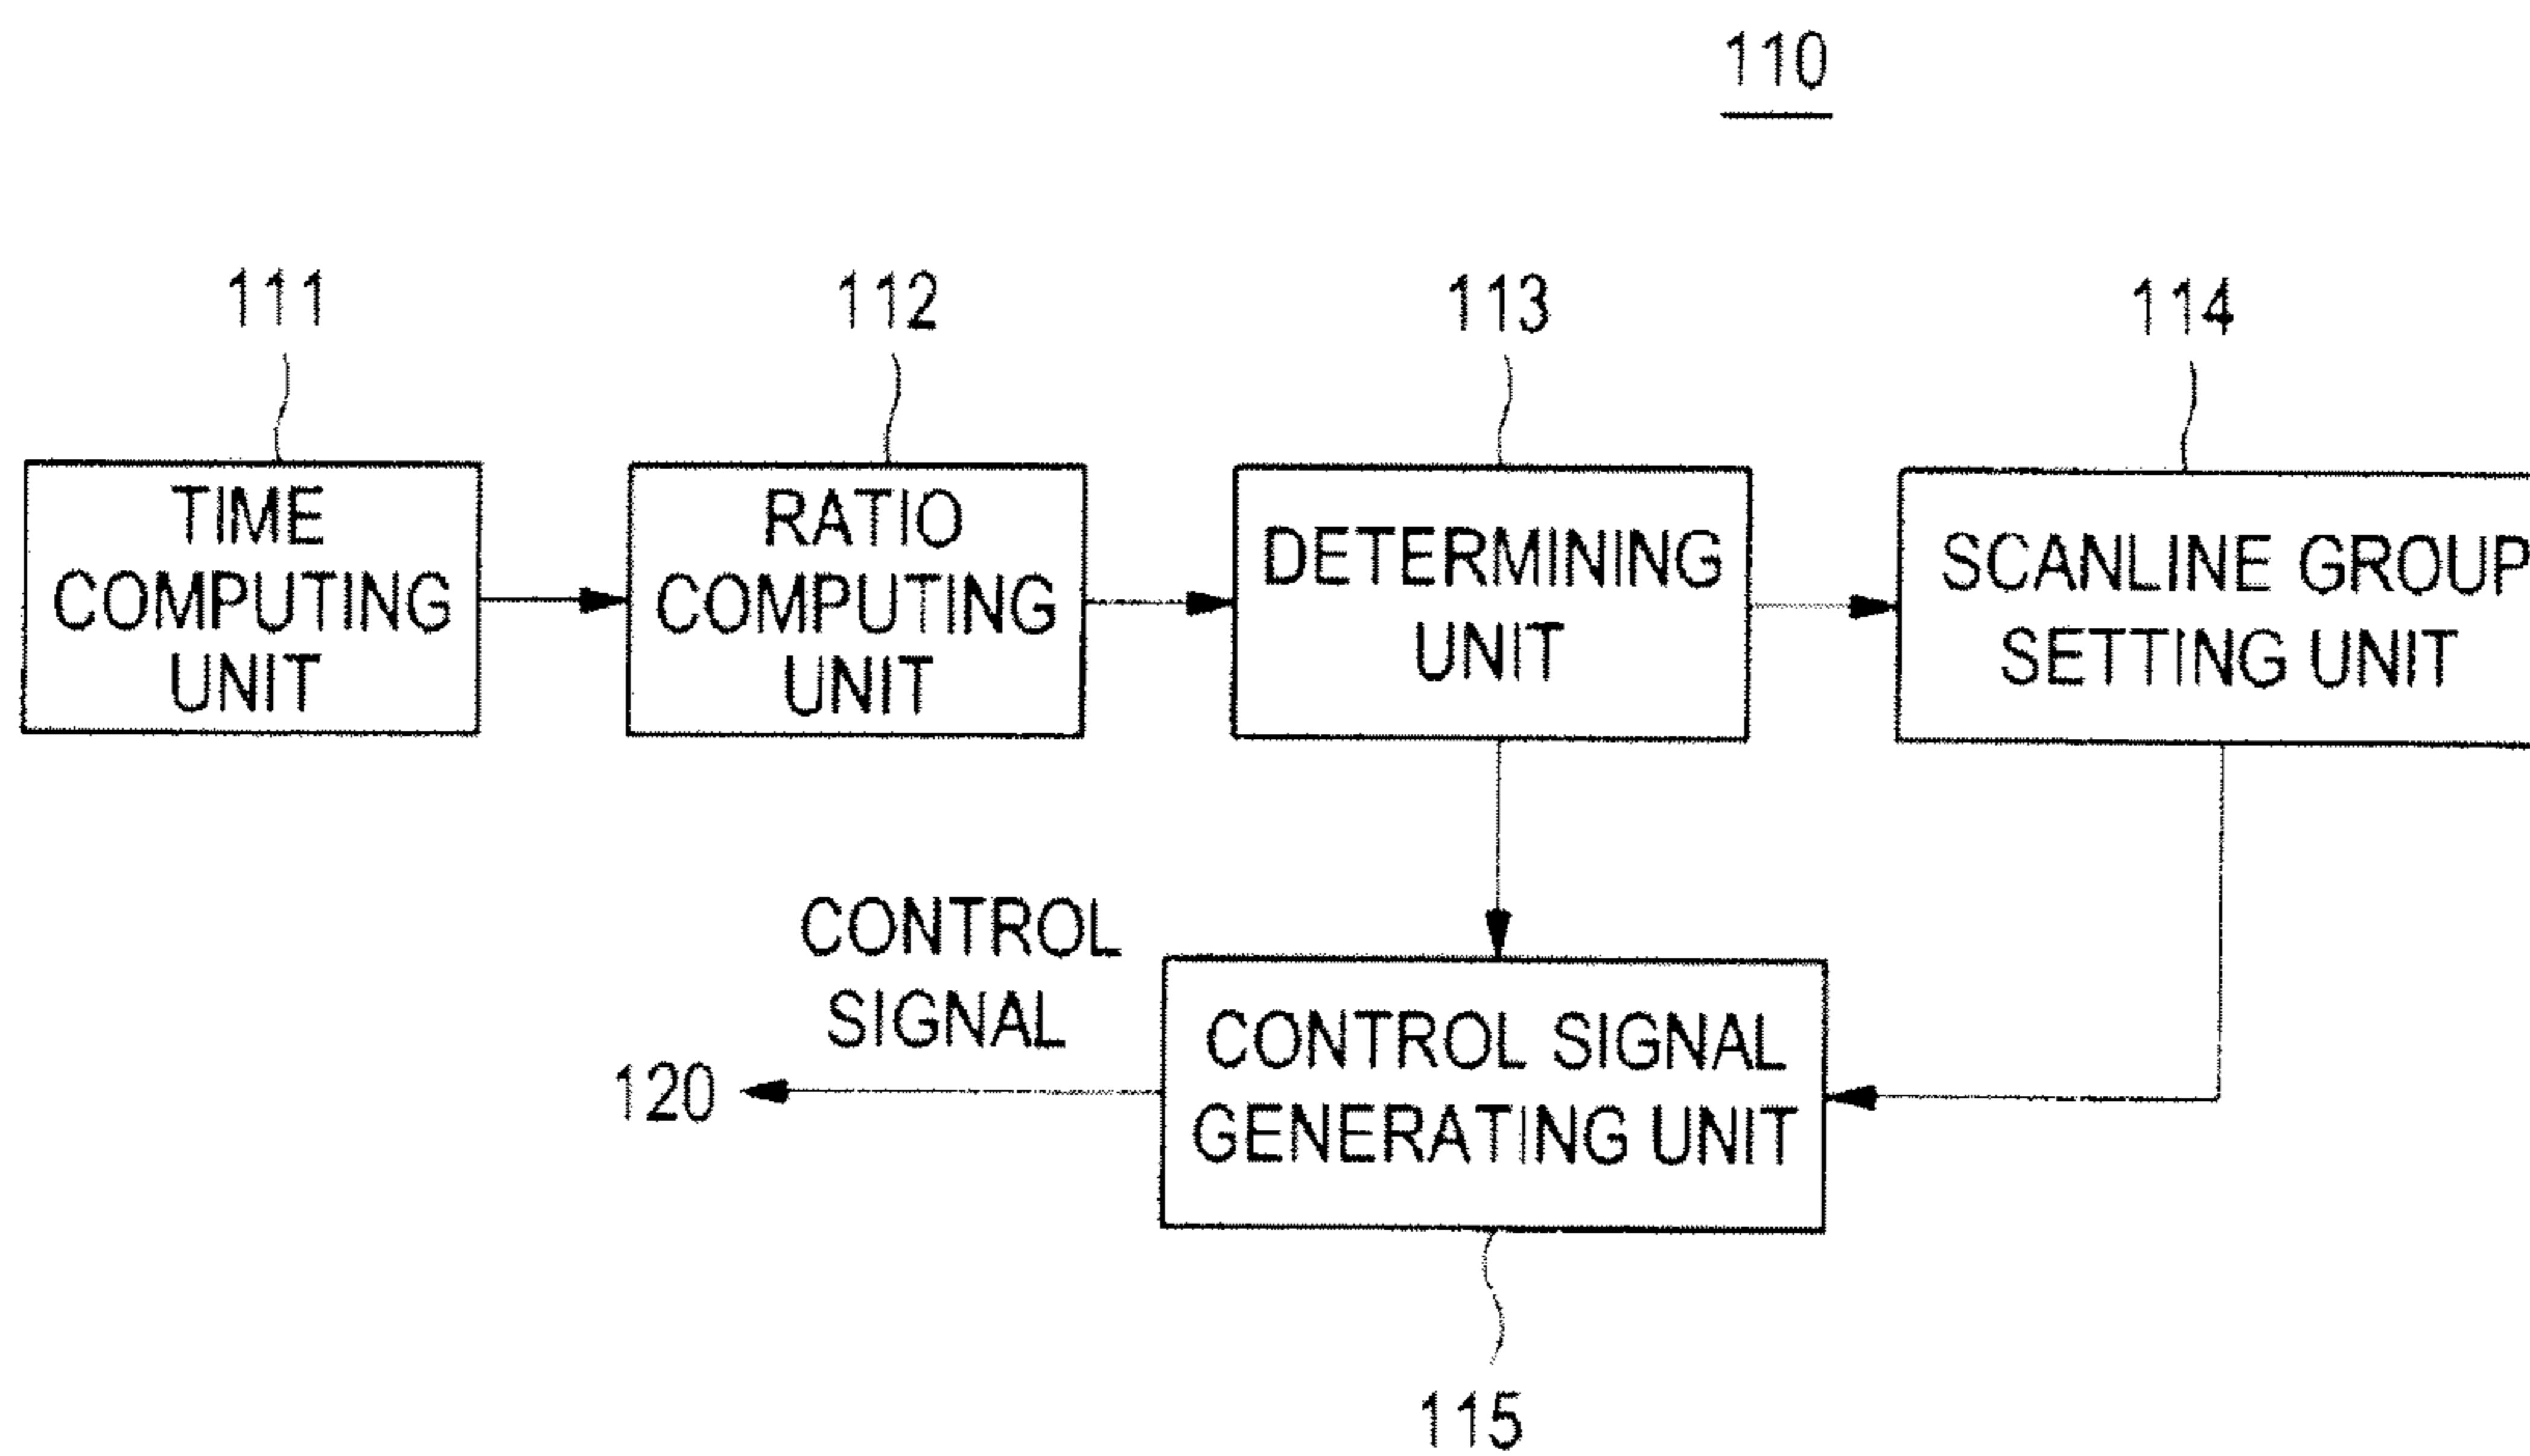 110
111
112
113
114
TIME
COMPUTING
UNIT
RATIO
COMPUTING
UNIT
DETERMINING
UNIT
SCANLINE GROUP
SETTING UNIT
CONTROL
SIGNAL
120
CONTROL SIGNAL
GENERATING UNIT
115